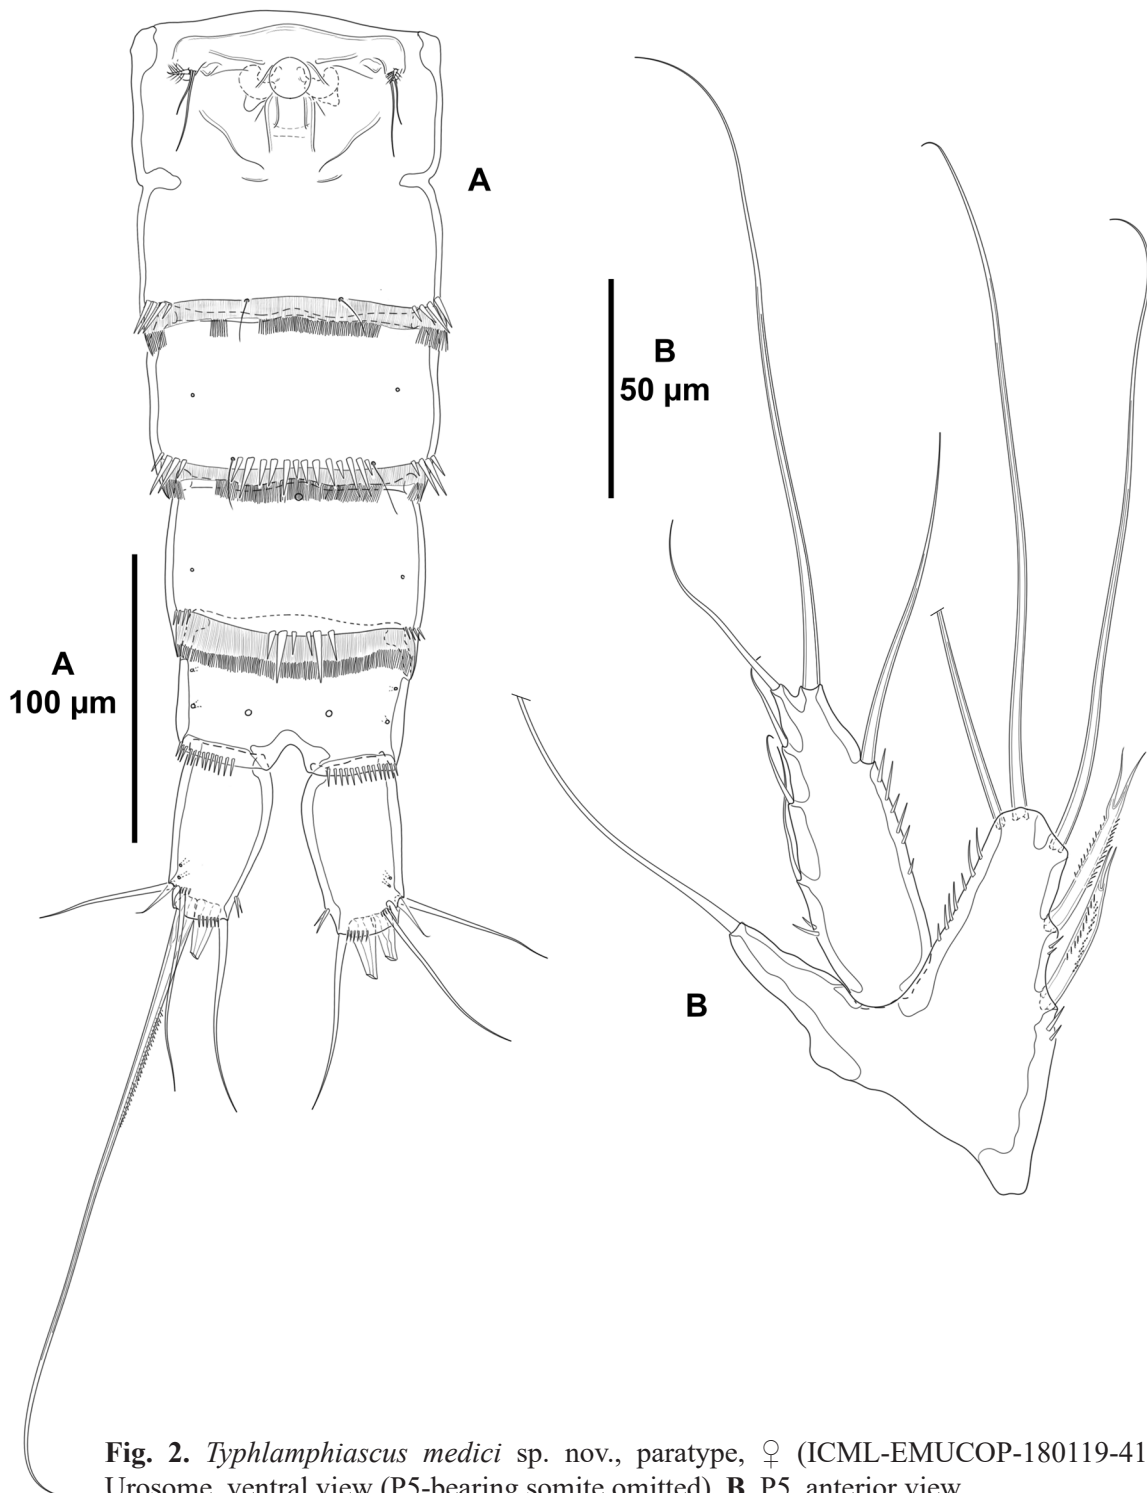 A
B
50 µm
A
100 µm
B
Fig. 2. Typhlamphiascus medici sp. nov., paratype, ♀ (ICML-EMUCOP-180119-41
Urosome, ventral view (P5-bearing somite omitted). B. P5, anterior view.